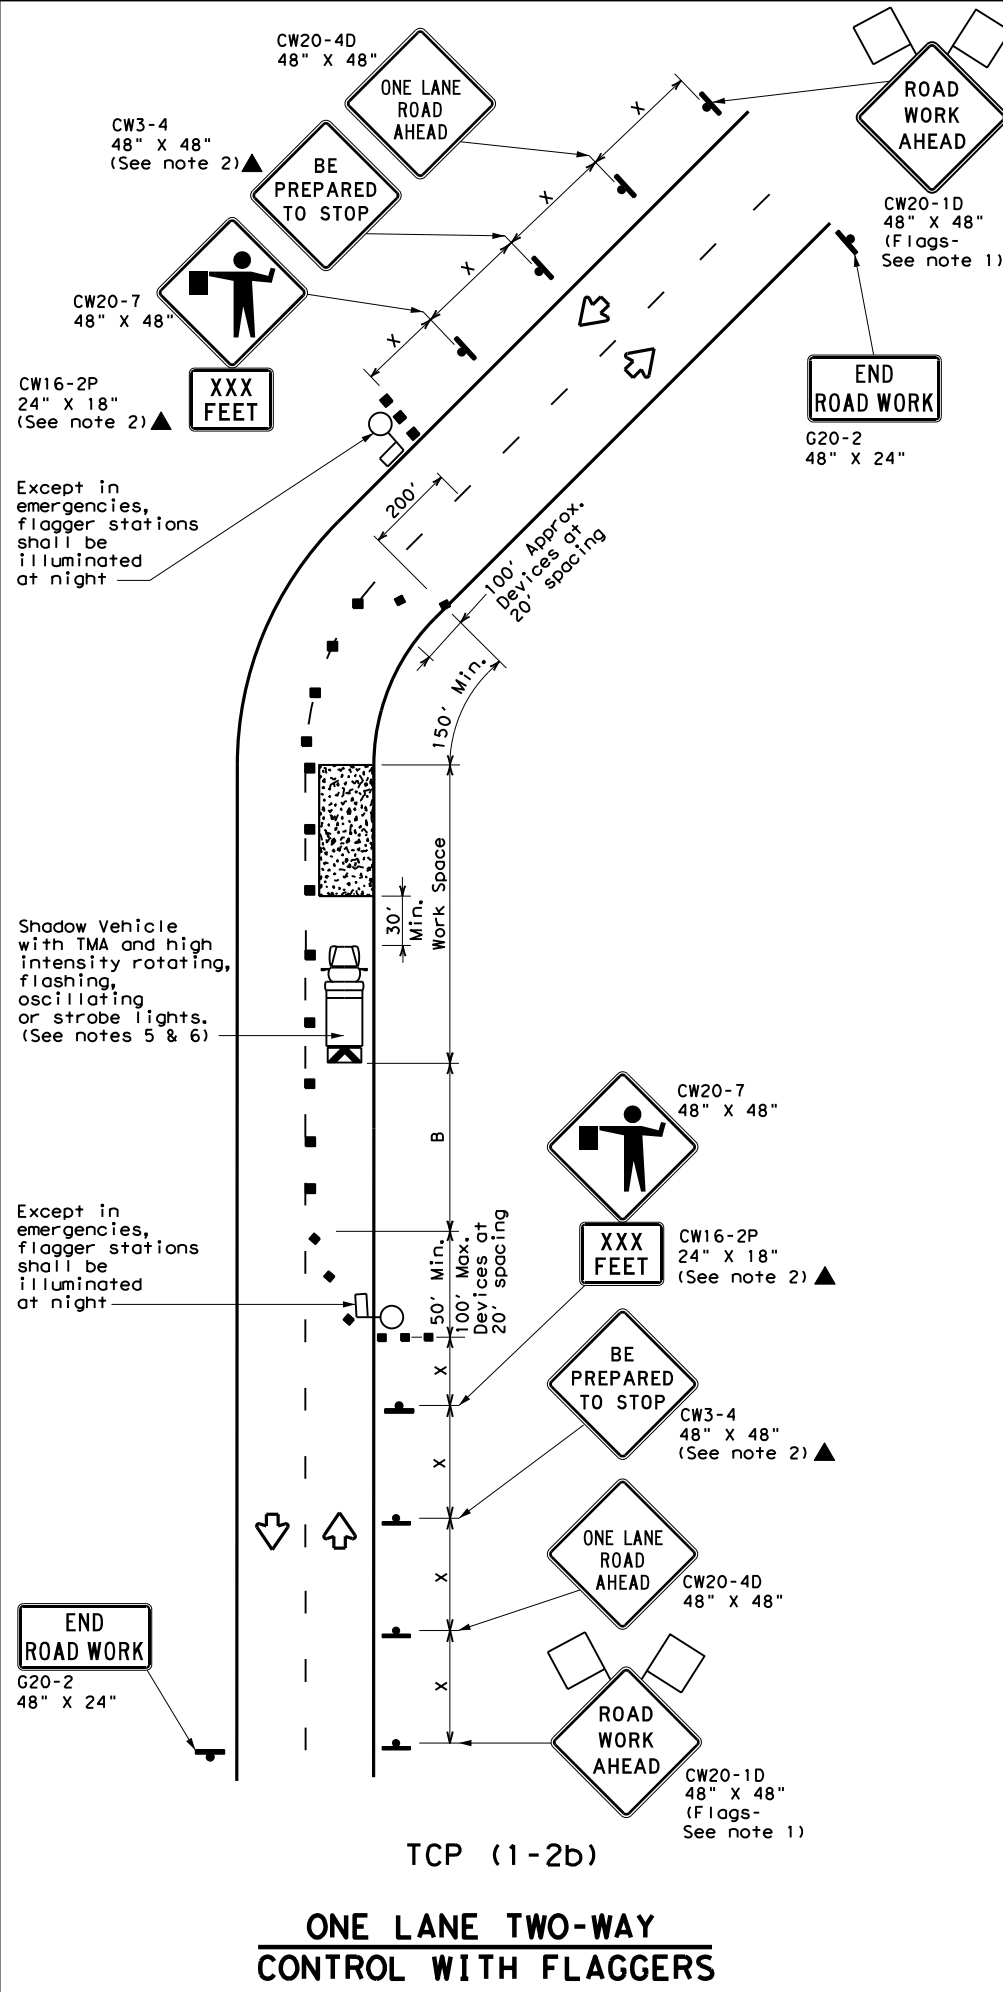 CW20-4D
48" X 48"
ONE LANE
ROAD
AHEAD
CW3-4
48" X 48"
(See note 2)
BE
PREPARED
TO STOP
CW20-7
48" X 48"
CW16-2P
24" X 18"
(See note 2)
XXX
FEET
X
X
X
X
ROAD
WORK
AHEAD
CW20-1D
48" X 48"
(Flags-
See note 1)
END
ROAD WORK
G20-2
48" X 24"
Except in
emergencies,
flagger stations
shall be
illuminated
at night
200'
100' Approx.
Devices at
20' spacing
150' Min.
Work Space
30'
Min.
Shadow Vehicle
with TMA and high
intensity rotating,
flashing,
oscillating
or strobe lights.
(See notes 5 & 6)
B
Except in
emergencies,
flagger stations
shall be
illuminated
at night
50' Min.
100' Max.
Devices at
20' spacing
X
X
X
X
CW20-7
48" X 48"
XXX
FEET
CW16-2P
24" X 18"
(See note 2)
BE
PREPARED
TO STOP
CW3-4
48" X 48"
(See note 2)
ONE LANE
ROAD
AHEAD
CW20-4D
48" X 48"
END
ROAD WORK
G20-2
48" X 24"
ROAD
WORK
AHEAD
CW20-1D
48" X 48"
(Flags-
See note 1)
TCP (1-2b)
ONE LANE TWO-WAY
CONTROL WITH FLAGGERS